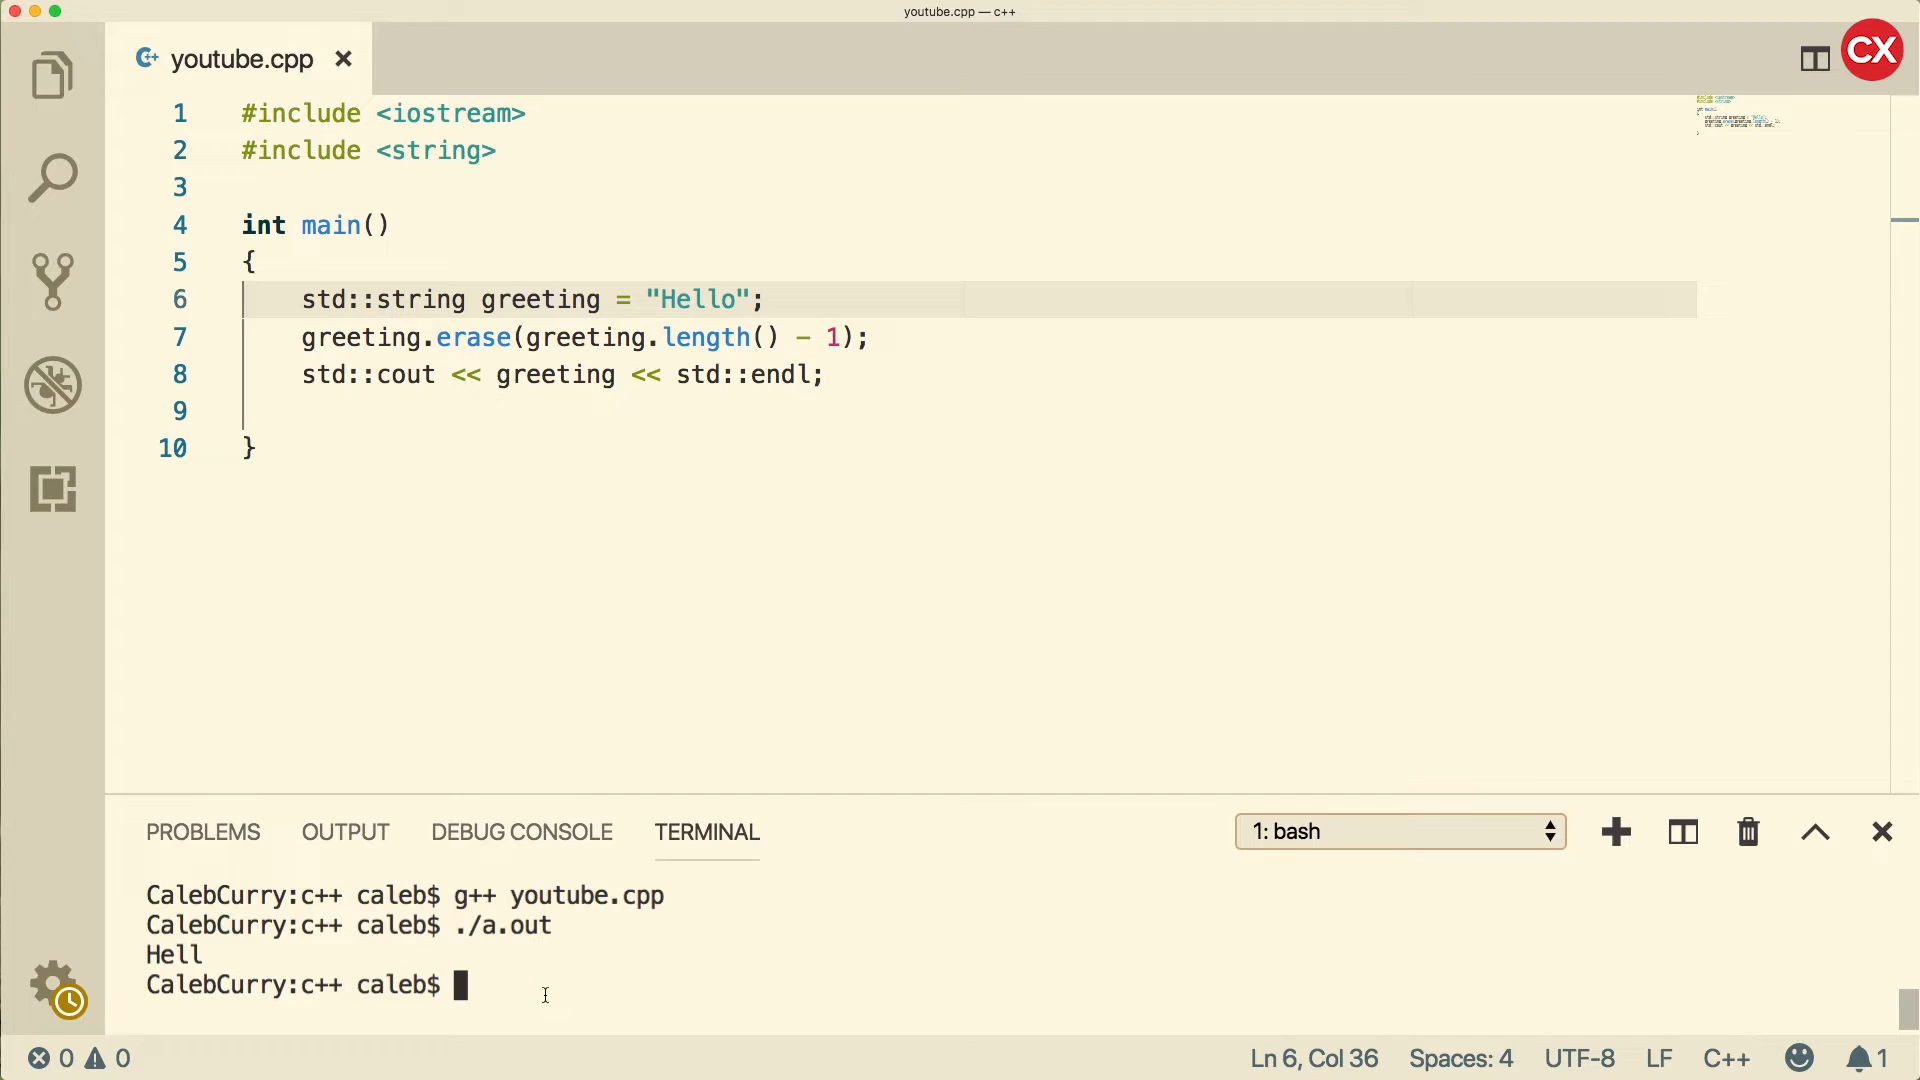 youtube.cpp — c++
youtube.cpp
CX
1 #include <iostream>
2 #include <string>
3
4 int main()
5 {
6 std::string greeting = "Hello";
7 greeting.erase(greeting.length() - 1);
8 std::cout << greeting << std::endl;
9
10 }
PROBLEMS OUTPUT DEBUG CONSOLE TERMINAL 1: bash
CalebCurry:c++ caleb$ g++ youtube.cpp
CalebCurry:c++ caleb$ ./a.out
Hell
CalebCurry:c++ caleb$
0 0 Ln 6, Col 36 Spaces: 4 UTF-8 LF C++ 1